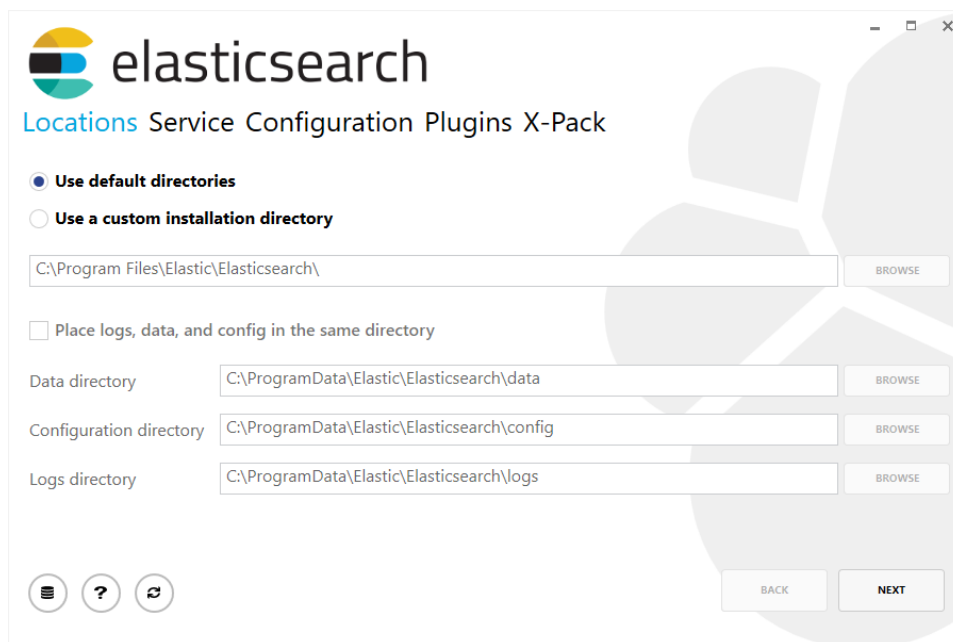 elasticsearch
Locations Service Configuration Plugins X-Pack
Use default directories
Use a custom installation directory
C:\Program Files\Elastic\Elasticsearch\ BROWSE
Place logs, data, and config in the same directory
Data directory C:\ProgramData\Elastic\Elasticsearch\data BROWSE
Configuration directory C:\ProgramData\Elastic\Elasticsearch\config BROWSE
Logs directory C:\ProgramData\Elastic\Elasticsearch\logs BROWSE
? BACK NEXT